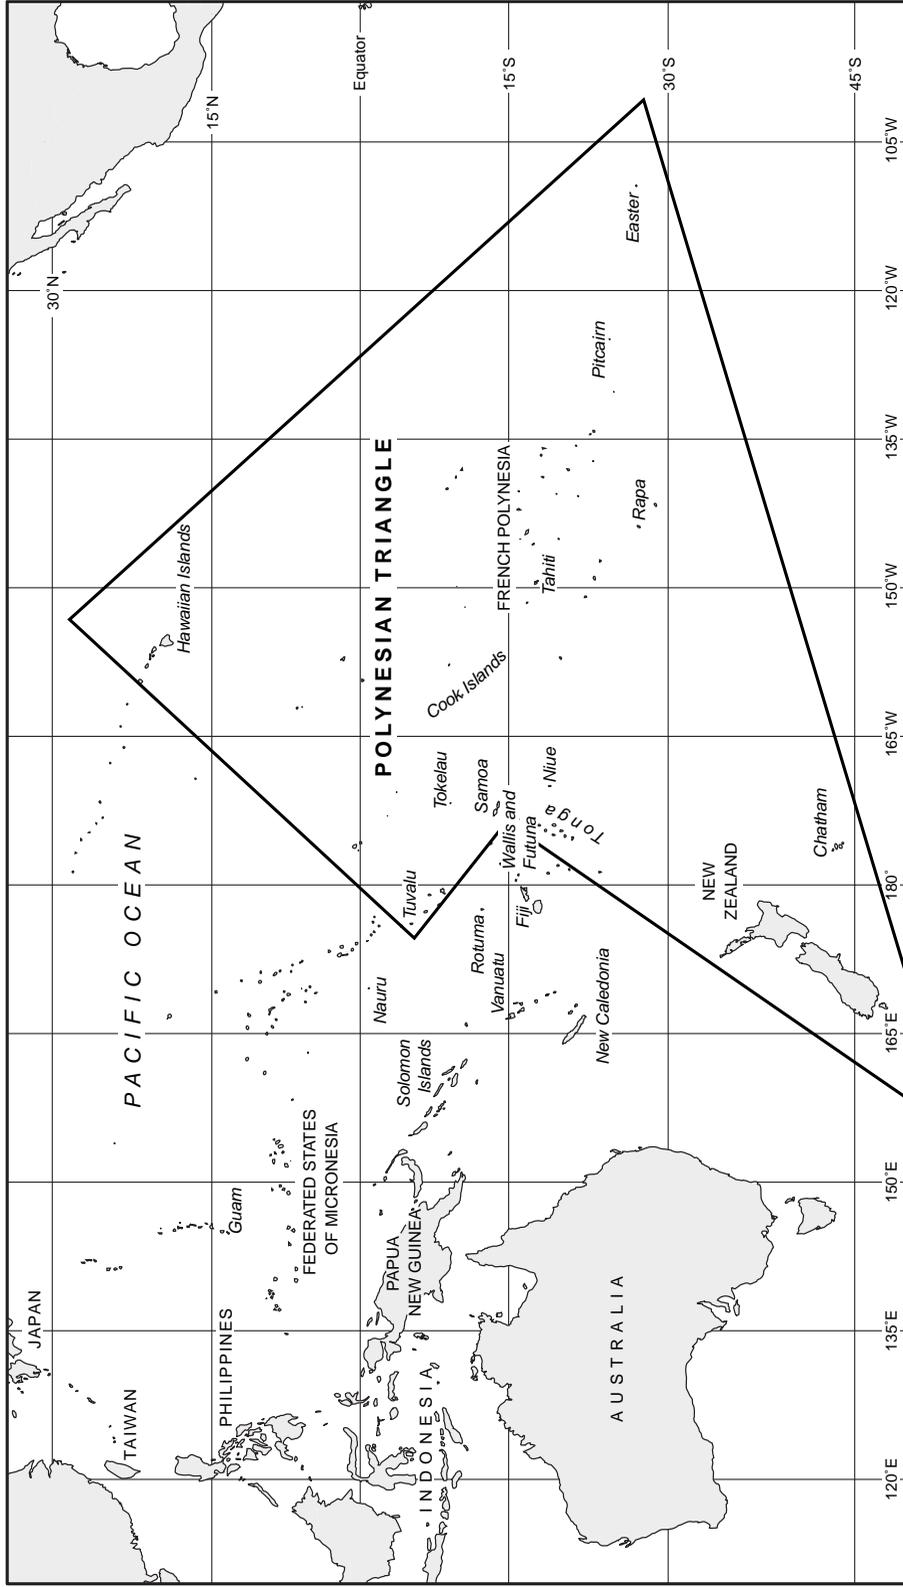 JAPAN
TAIWAN
PHILIPPINES
Guam
FEDERATED STATES
OF MICRONESIA
PAPUA
NEW GUINEA
INDONESIA
AUSTRALIA
PACIFIC OCEAN
Hawaiian Islands
POLYNESIAN TRIANGLE
Nauru
Solomon
Islands
Tuvalu
Rotuma
Vanuatu
Fiji
New Caledonia
Tokelau
Samoa
Wallis and
Futuna
Niue
Tonga
Cook Islands
FRENCH POLYNESIA
Tahiti
Rapa
Pitcairn
Easter
NEW
ZEALAND
Chatham
30°N
15°N
Equator
15°S
30°S
45°S
120°E
135°E
150°E
165°E
180°
165°W
150°W
135°W
120°W
105°W